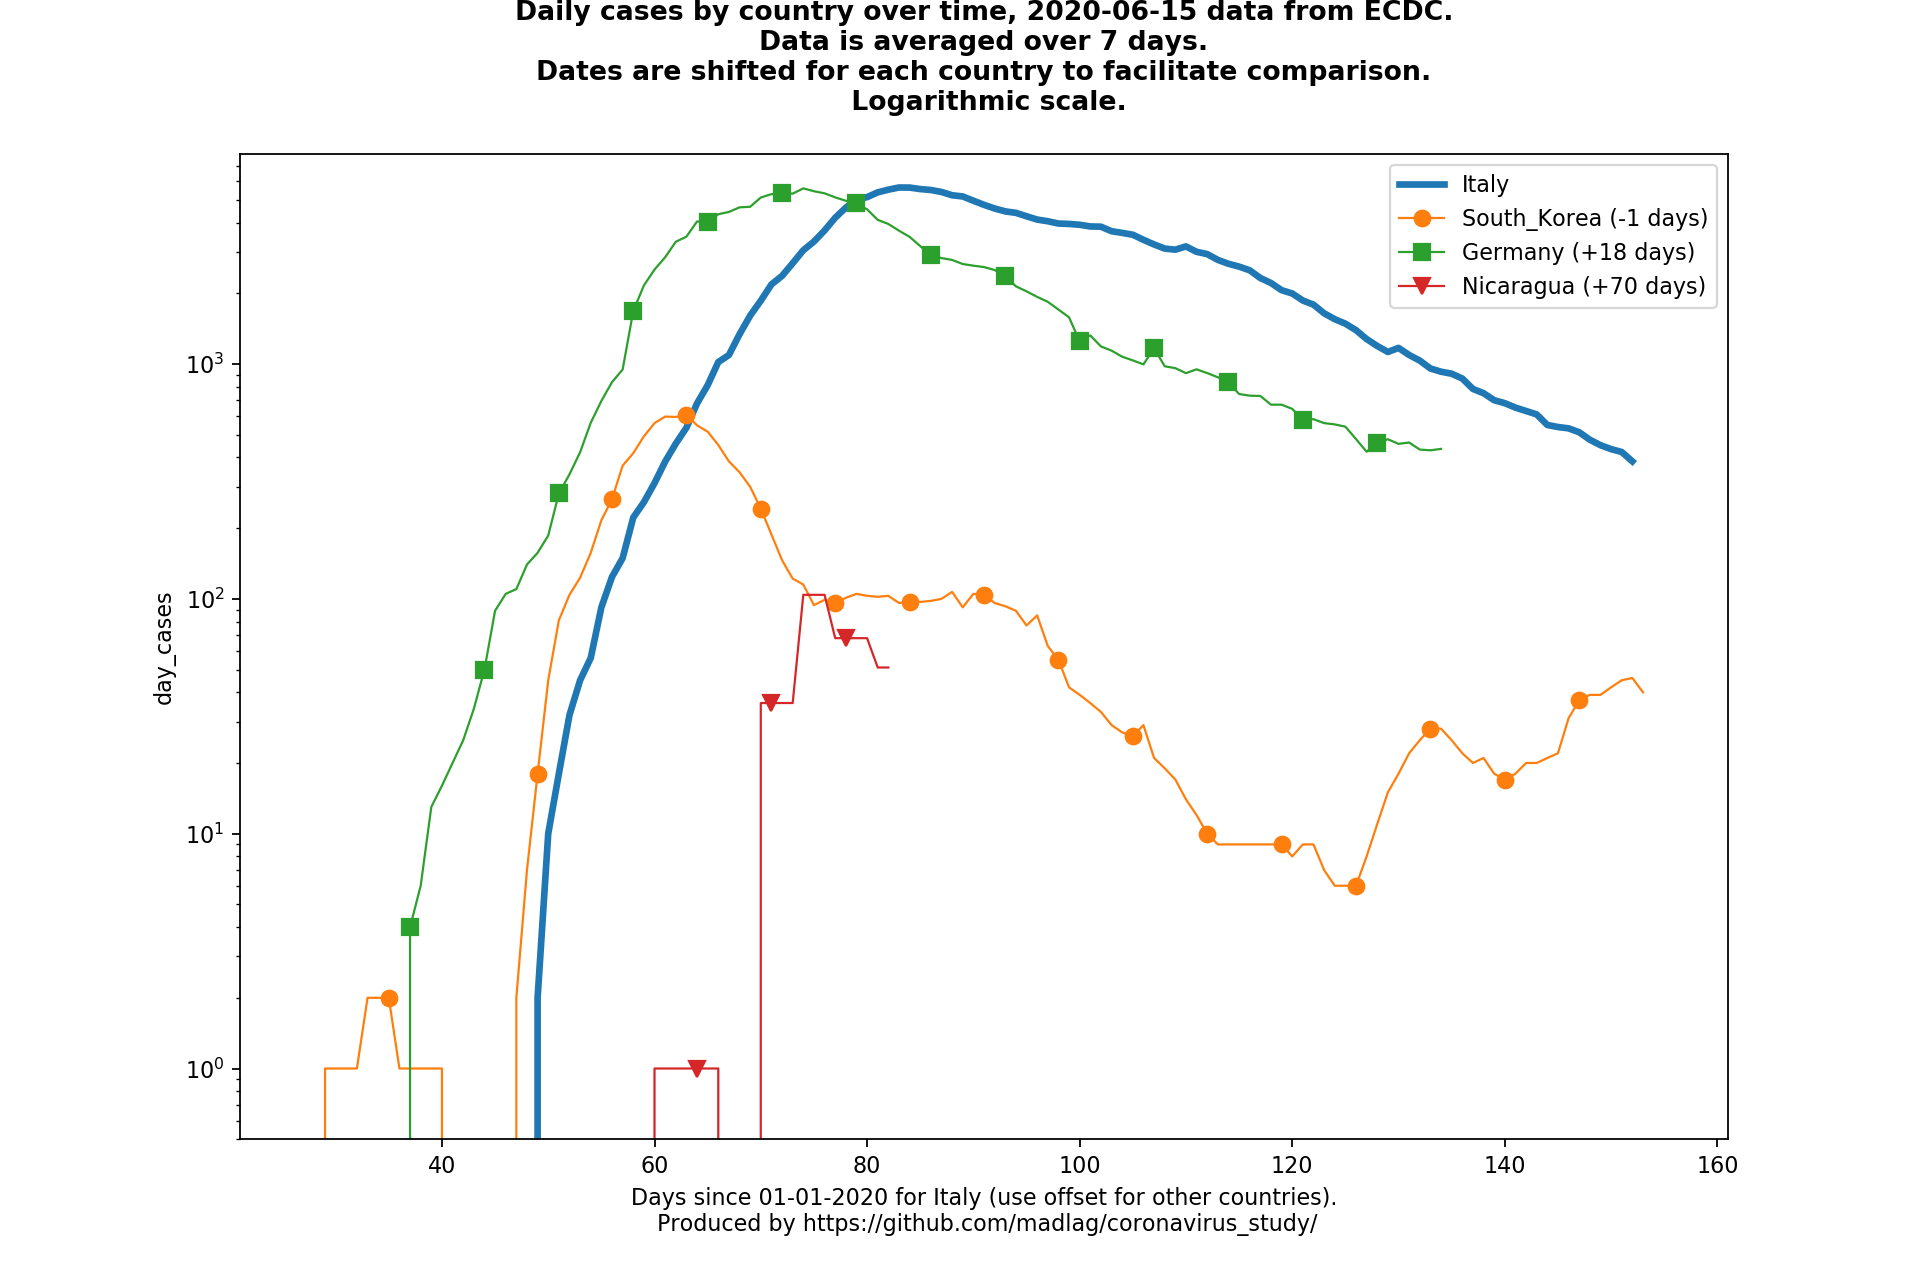 Daily cases by country over time, 2020-06-15 data from ECDC.
Data is averaged over 7 days.
Dates are shifted for each country to facilitate comparison.
Logarithmic scale.
Italy
South_Korea (-1 days)
Germany (+18 days)
Nicaragua (+70 days)
day_cases
10³
10²
10¹
10⁰
40 60 80 100 120 140 160
Days since 01-01-2020 for Italy (use offset for other countries).
Produced by https://github.com/madlag/coronavirus_study/